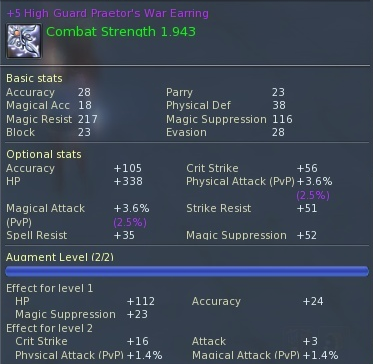 +5 High Guard Praetor's War Earring
Combat Strength 1.943
Basic stats
Accuracy 28 Parry 23
Magical Acc 18 Physical Def 38
Magic Resist 217 Magic Suppression 116
Block 23 Evasion 28
Optional stats
Accuracy +105 Crit Strike +56
HP +338 Physical Attack (PvP) +3.6%
(2.5%)
Magical Attack +3.6% Strike Resist +51
(PvP) (2.5%)
Spell Resist +35 Magic Suppression +52
Augment Level (2/2)
Effect for level 1
HP +112 Accuracy +24
Magic Suppression +23
Effect for level 2
Crit Strike +16 Attack +3
Physical Attack (PvP) +1.4% Magical Attack (PvP) +1.4%